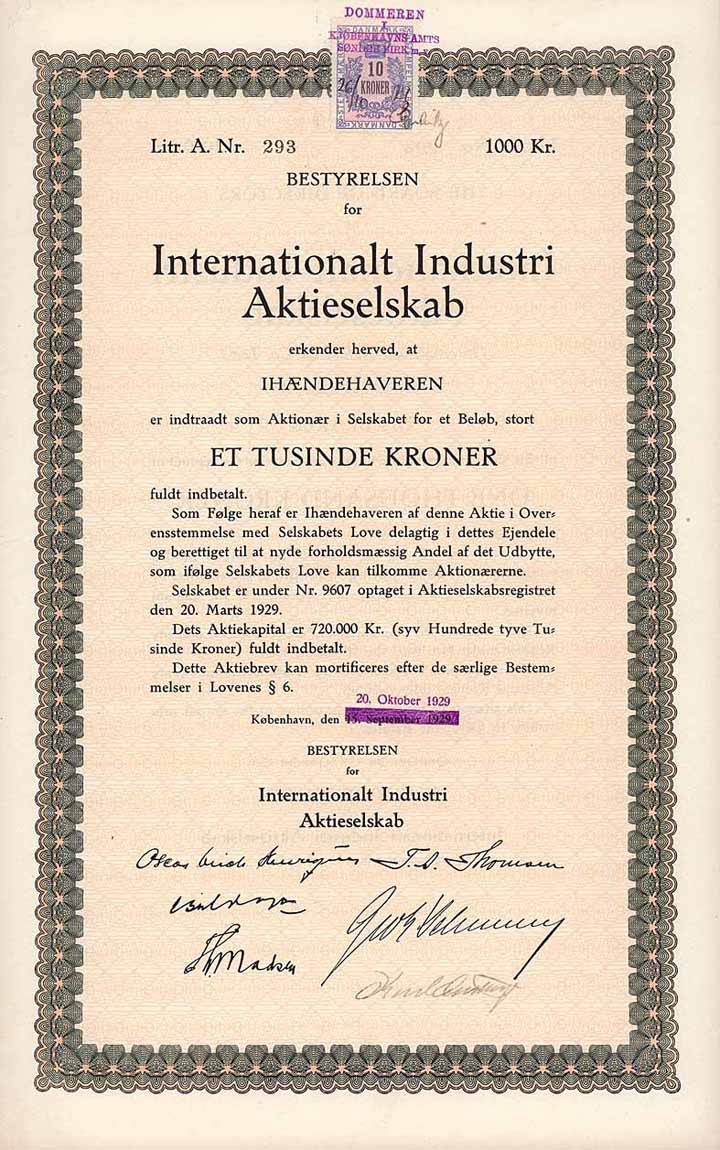 DOMMEREN
I
KJØBENHAVNS AMTS
SØNDRE BIRK m.v.
DANMARK
10
KRONER
DANMARK
Litr. A. Nr. 293 1000 Kr.
BESTYRELSEN
for
Internationalt Industri
Aktieselskab
erkender herved, at
IHÆNDEHAVEREN
er indtraadt som Aktionær i Selskabet for et Beløb, stort
ET TUSINDE KRONER
fuldt indbetalt.
Som Følge heraf er Ihændehaveren af denne Aktie i Over-
ensstemmelse med Selskabets Love delagtig i dettes Ejendele
og berettiget til at nyde forholdsmæssig Andel af det Udbytte,
som ifølge Selskabets Love kan tilkomme Aktionærerne.
Selskabet er under Nr. 9607 optaget i Aktieselskabsregistret
den 20. Marts 1929.
Dets Aktiekapital er 720.000 Kr. (syv Hundrede tyve Tu-
sinde Kroner) fuldt indbetalt.
Dette Aktiebrev kan mortificeres efter de særlige Bestem-
melser i Lovenes § 6.
20. Oktober 1929
København, den 15. September 1929
BESTYRELSEN
for
Internationalt Industri
Aktieselskab
T. A. Thomsen
Madsen